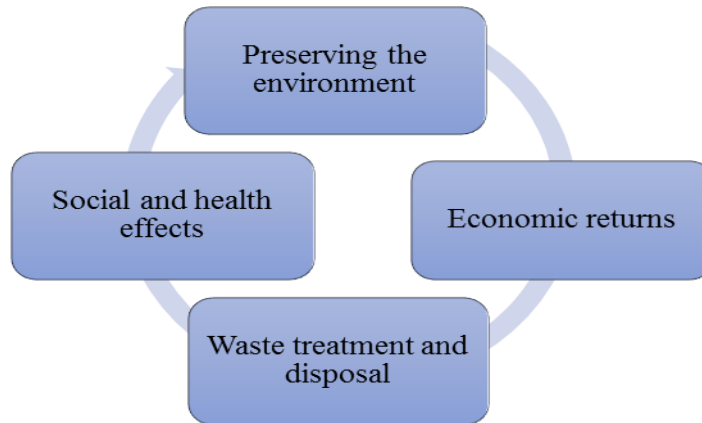 Preserving the
environment
Social and health
effects
Economic returns
Waste treatment and
disposal